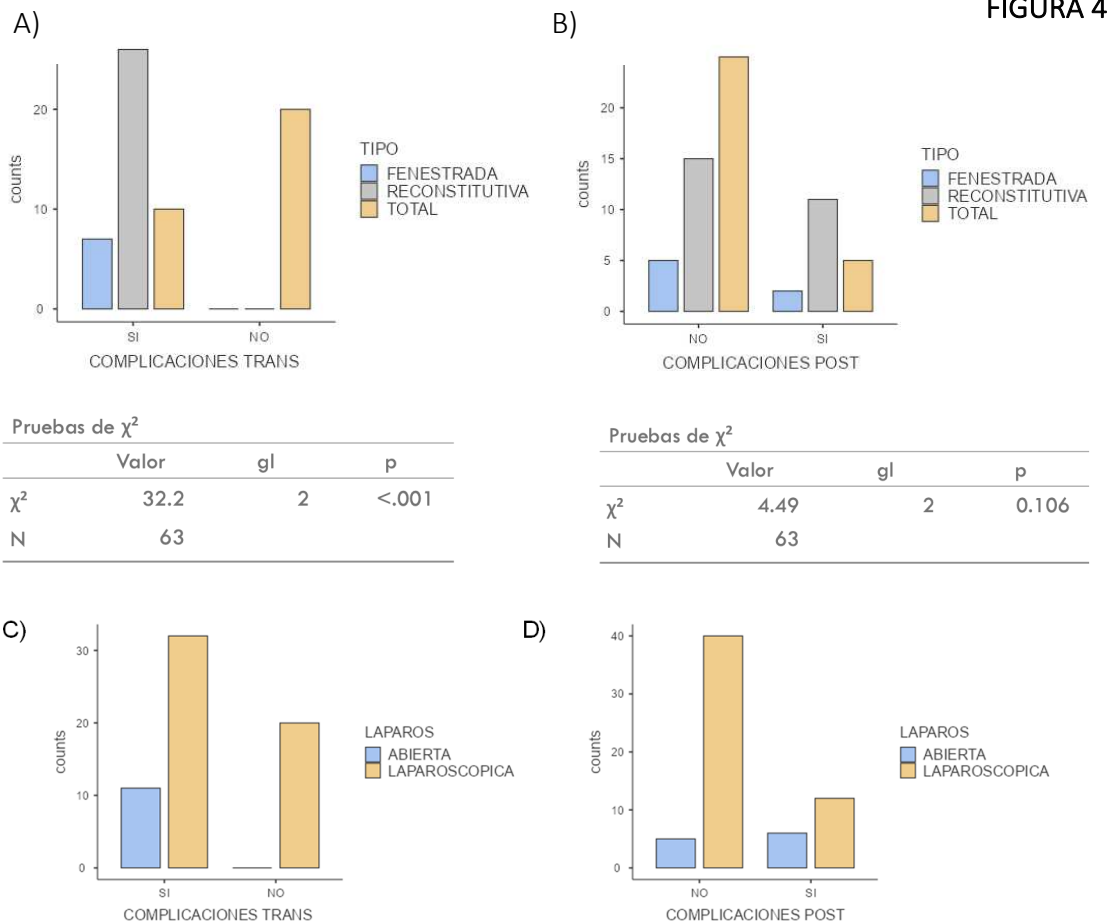 FIGURA 4
A)
counts
20
10
0
SI
NO
COMPLICACIONES TRANS
TIPO
FENESTRADA
RECONSTITUTIVA
TOTAL
B)
counts
20
15
10
5
0
NO
SI
COMPLICACIONES POST
TIPO
FENESTRADA
RECONSTITUTIVA
TOTAL
Pruebas de χ²
Valor gl p
χ² 32.2 2 <.001
N 63
Pruebas de χ²
Valor gl p
χ² 4.49 2 0.106
N 63
C)
counts
30
20
10
0
SI
NO
COMPLICACIONES TRANS
LAPAROS
ABIERTA
LAPAROSCOPICA
D)
counts
40
30
20
10
0
NO
SI
COMPLICACIONES POST
LAPAROS
ABIERTA
LAPAROSCOPICA